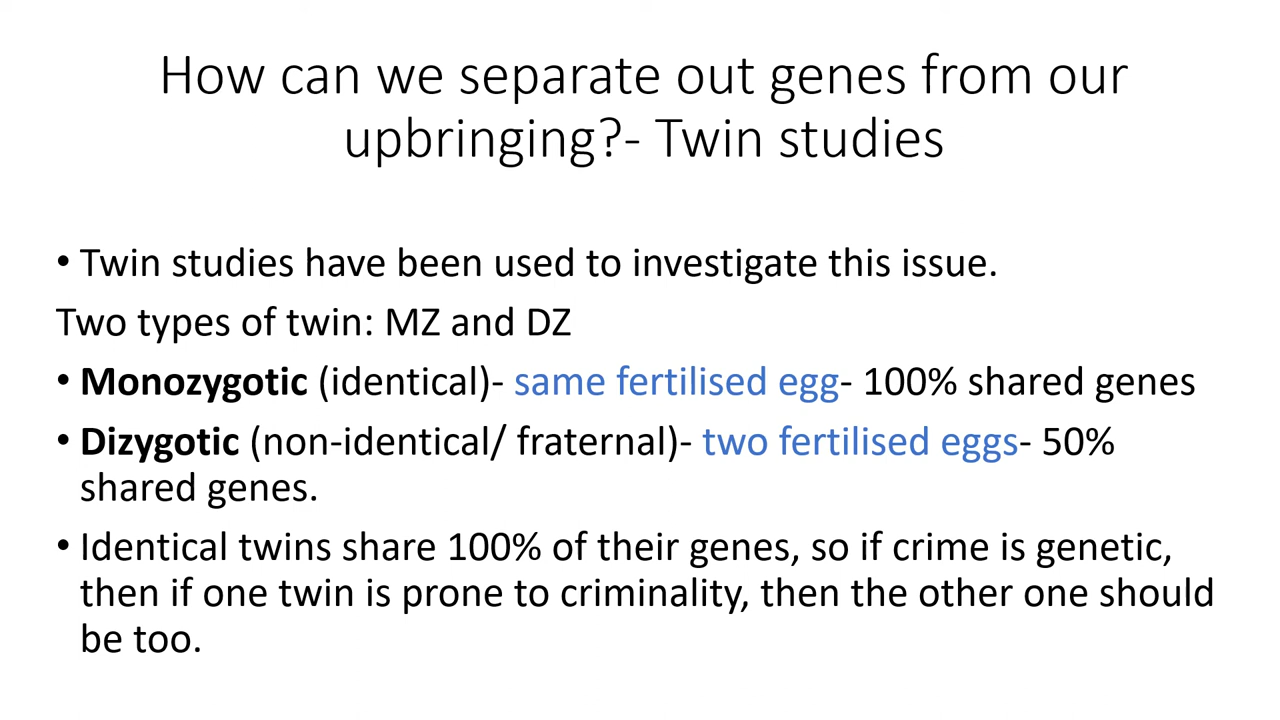 How can we separate out genes from our
upbringing?- Twin studies
• Twin studies have been used to investigate this issue.
Two types of twin: MZ and DZ
• Monozygotic (identical)- same fertilised egg- 100% shared genes
• Dizygotic (non-identical/ fraternal)- two fertilised eggs- 50%
shared genes.
• Identical twins share 100% of their genes, so if crime is genetic,
then if one twin is prone to criminality, then the other one should
be too.